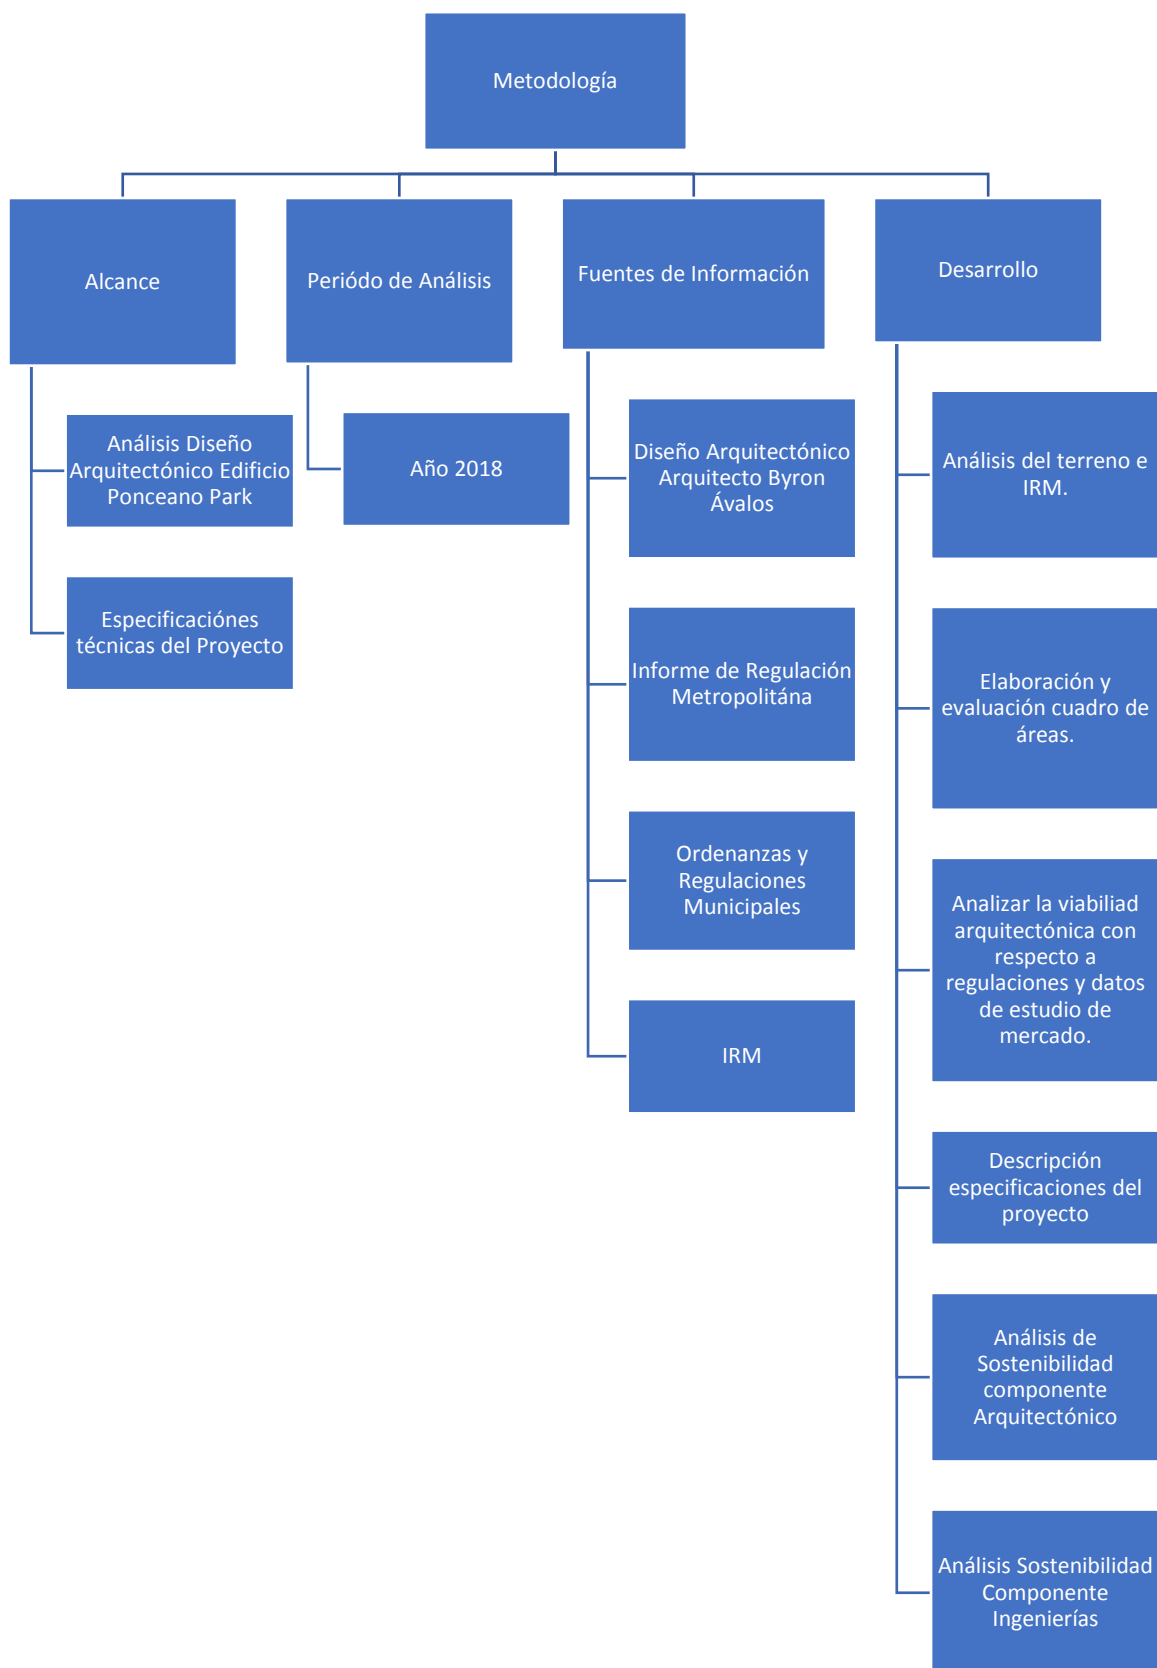 Metodología
Alcance
Análisis Diseño
Arquitectónico Edificio
Ponceano Park
Especificaciónes
técnicas del Proyecto
Periódo de Análisis
Año 2018
Fuentes de Información
Diseño Arquitectónico
Arquitecto Byron
Ávalos
Informe de Regulación
Metropolitána
Ordenanzas y
Regulaciones
Municipales
IRM
Desarrollo
Análisis del terreno e
IRM.
Elaboración y
evaluación cuadro de
áreas.
Analizar la viabiliad
arquitectónica con
respecto a
regulaciones y datos
de estudio de
mercado.
Descripción
especificaciones del
proyecto
Análisis de
Sostenibilidad
componente
Arquitectónico
Análisis Sostenibilidad
Componente
Ingenierías